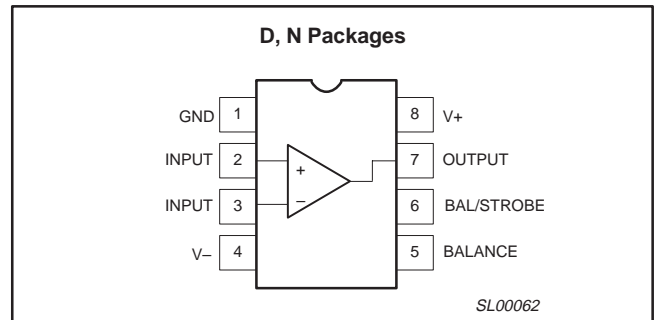 D, N Packages
GND 1 8 V+
INPUT 2 + 7 OUTPUT
INPUT 3 – 6 BAL/STROBE
V– 4 5 BALANCE
SL00062